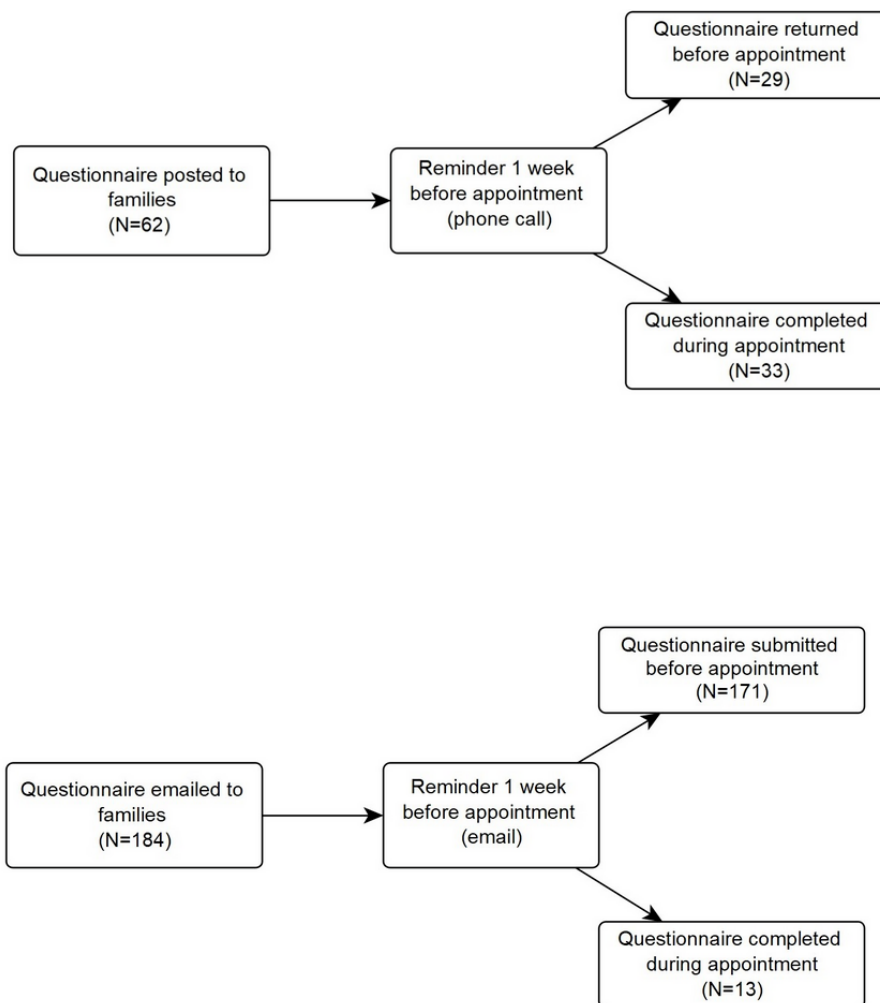 Questionnaire returned
before appointment
(N=29)
Questionnaire posted to
families
(N=62)
Reminder 1 week
before appointment
(phone call)
Questionnaire completed
during appointment
(N=33)
Questionnaire submitted
before appointment
(N=171)
Questionnaire emailed to
families
(N=184)
Reminder 1 week
before appointment
(email)
Questionnaire completed
during appointment
(N=13)